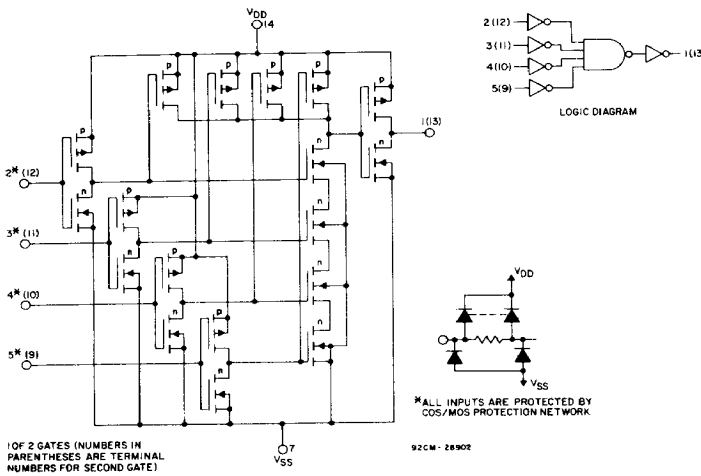 VDD
14
p
p
p
p
p
p
n
n
n
1(13)
2* (12)
p
n
3* (11)
p
n
4* (10)
p
n
n
5* (9)
p
n
n
7
VSS
1 OF 2 GATES (NUMBERS IN
PARENTHESES ARE TERMINAL
NUMBERS FOR SECOND GATE)
92CM-28902
2(12)
3(11)
4(10)
5(9)
1(13
LOGIC DIAGRAM
VDD
VSS
*ALL INPUTS ARE PROTECTED BY
COS/MOS PROTECTION NETWORK